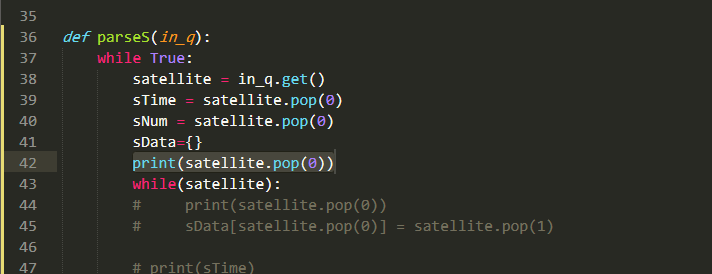 35
36 def parseS(in_q):
37 while True:
38 satellite = in_q.get()
39 sTime = satellite.pop(0)
40 sNum = satellite.pop(0)
41 sData={}
42 print(satellite.pop(0))
43 while(satellite):
44 # print(satellite.pop(0))
45 # sData[satellite.pop(0)] = satellite.pop(1)
46
47 # print(sTime)